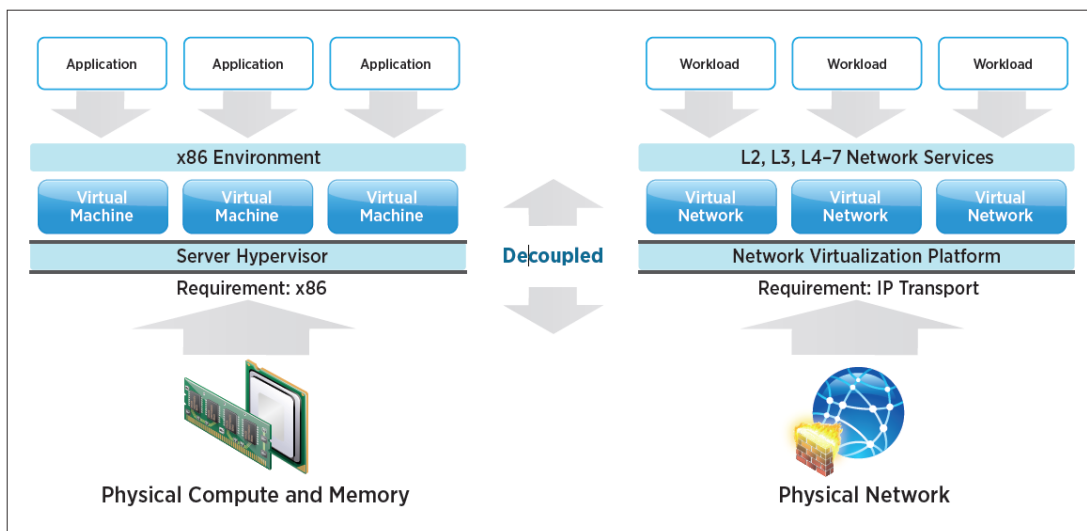 Application
Application
Application
x86 Environment
Virtual
Machine
Virtual
Machine
Virtual
Machine
Server Hypervisor
Requirement: x86
Physical Compute and Memory
Decoupled
Workload
Workload
Workload
L2, L3, L4–7 Network Services
Virtual
Network
Virtual
Network
Virtual
Network
Network Virtualization Platform
Requirement: IP Transport
Physical Network